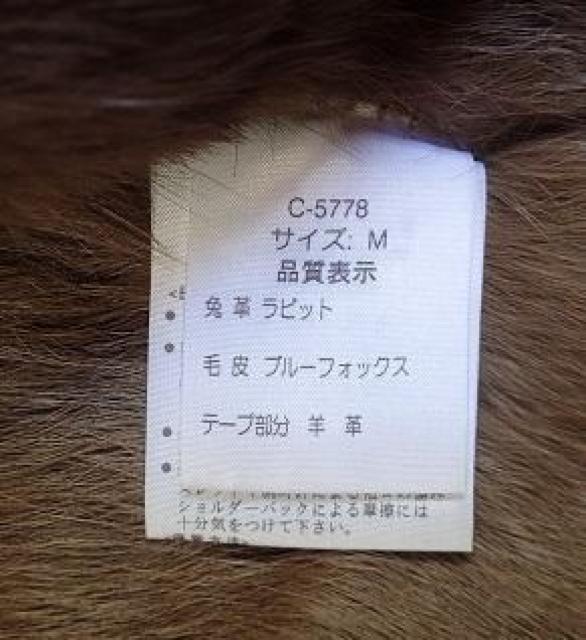 C-5778
サイズ: M
品質表示
兎 革 ラビット
毛 皮 ブルーフォックス
テープ部分 羊 革
ショルダーバックによる摩擦には
十分気をつけて下さい。